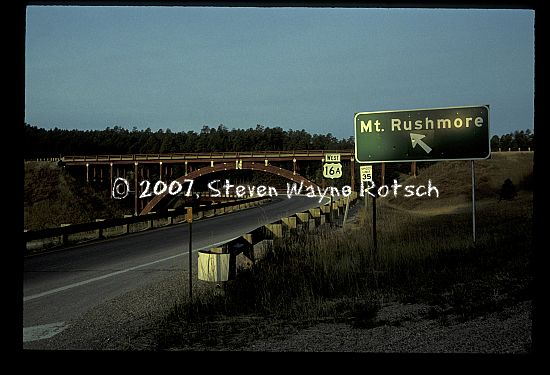 Mt. Rushmore
WEST
16A
35
© 2007, Steven Wayne Rotsch